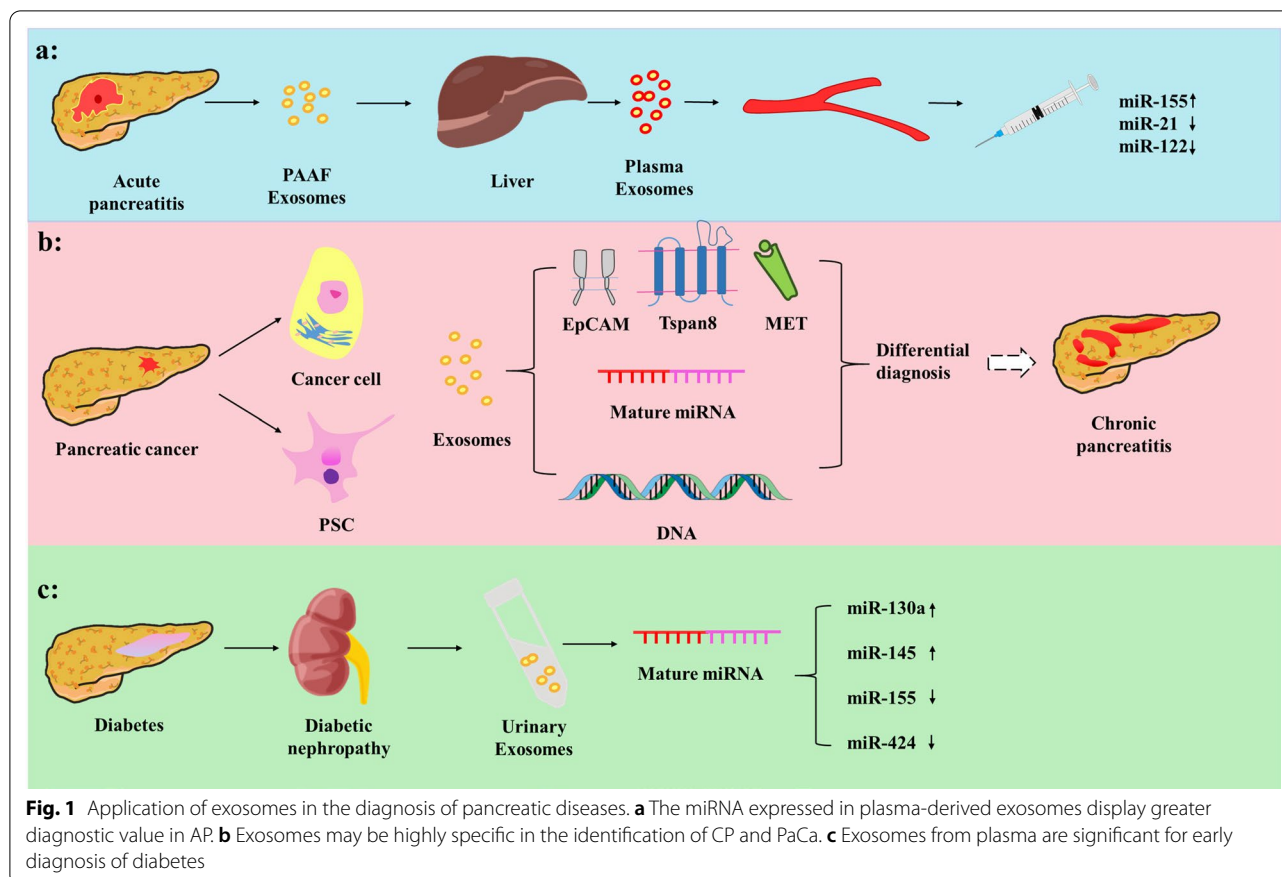 a:
Acute
pancreatitis
PAAF
Exosomes
Liver
Plasma
Exosomes
miR-155↑
miR-21 ↓
miR-122↓
b:
Pancreatic cancer
Cancer cell
PSC
Exosomes
EpCAM
Tspan8
MET
Mature miRNA
DNA
Differential
diagnosis
Chronic
pancreatitis
c:
Diabetes
Diabetic
nephropathy
Urinary
Exosomes
Mature miRNA
miR-130a ↑
miR-145 ↑
miR-155 ↓
miR-424 ↓
Fig. 1 Application of exosomes in the diagnosis of pancreatic diseases. a The miRNA expressed in plasma-derived exosomes display greater
diagnostic value in AP. b Exosomes may be highly specific in the identification of CP and PaCa. c Exosomes from plasma are significant for early
diagnosis of diabetes